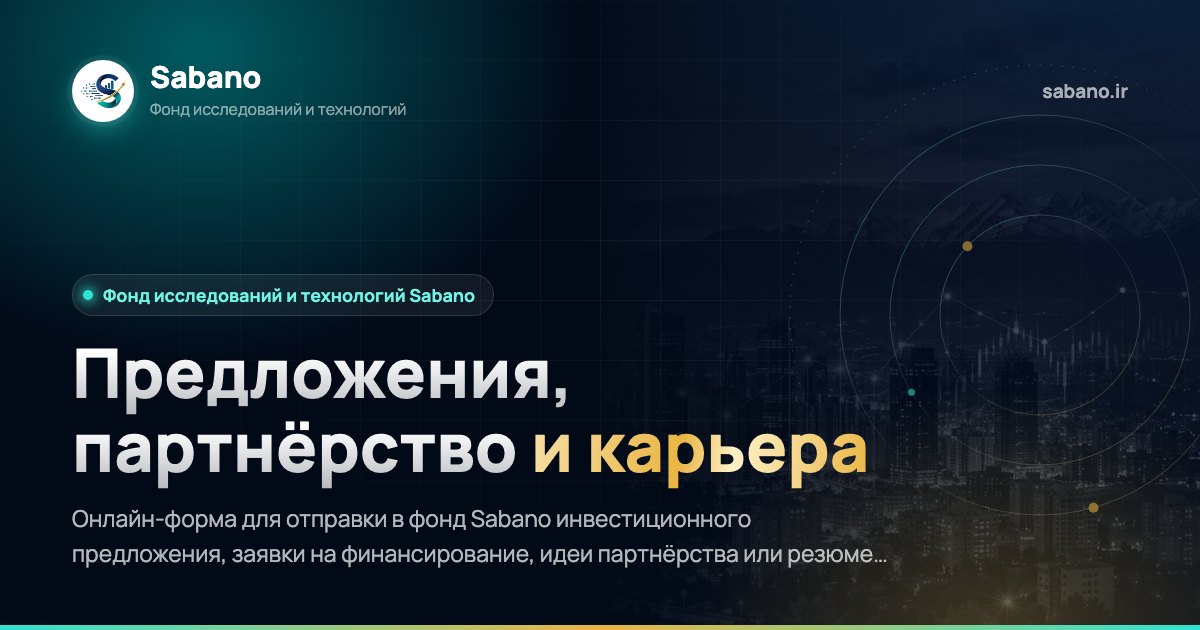 Sabano
Фонд исследований и технологий
sabano.ir
Фонд исследований и технологий Sabano
Предложения,
партнёрство и карьера
Онлайн-форма для отправки в фонд Sabano инвестиционного
предложения, заявки на финансирование, идеи партнёрства или резюме…